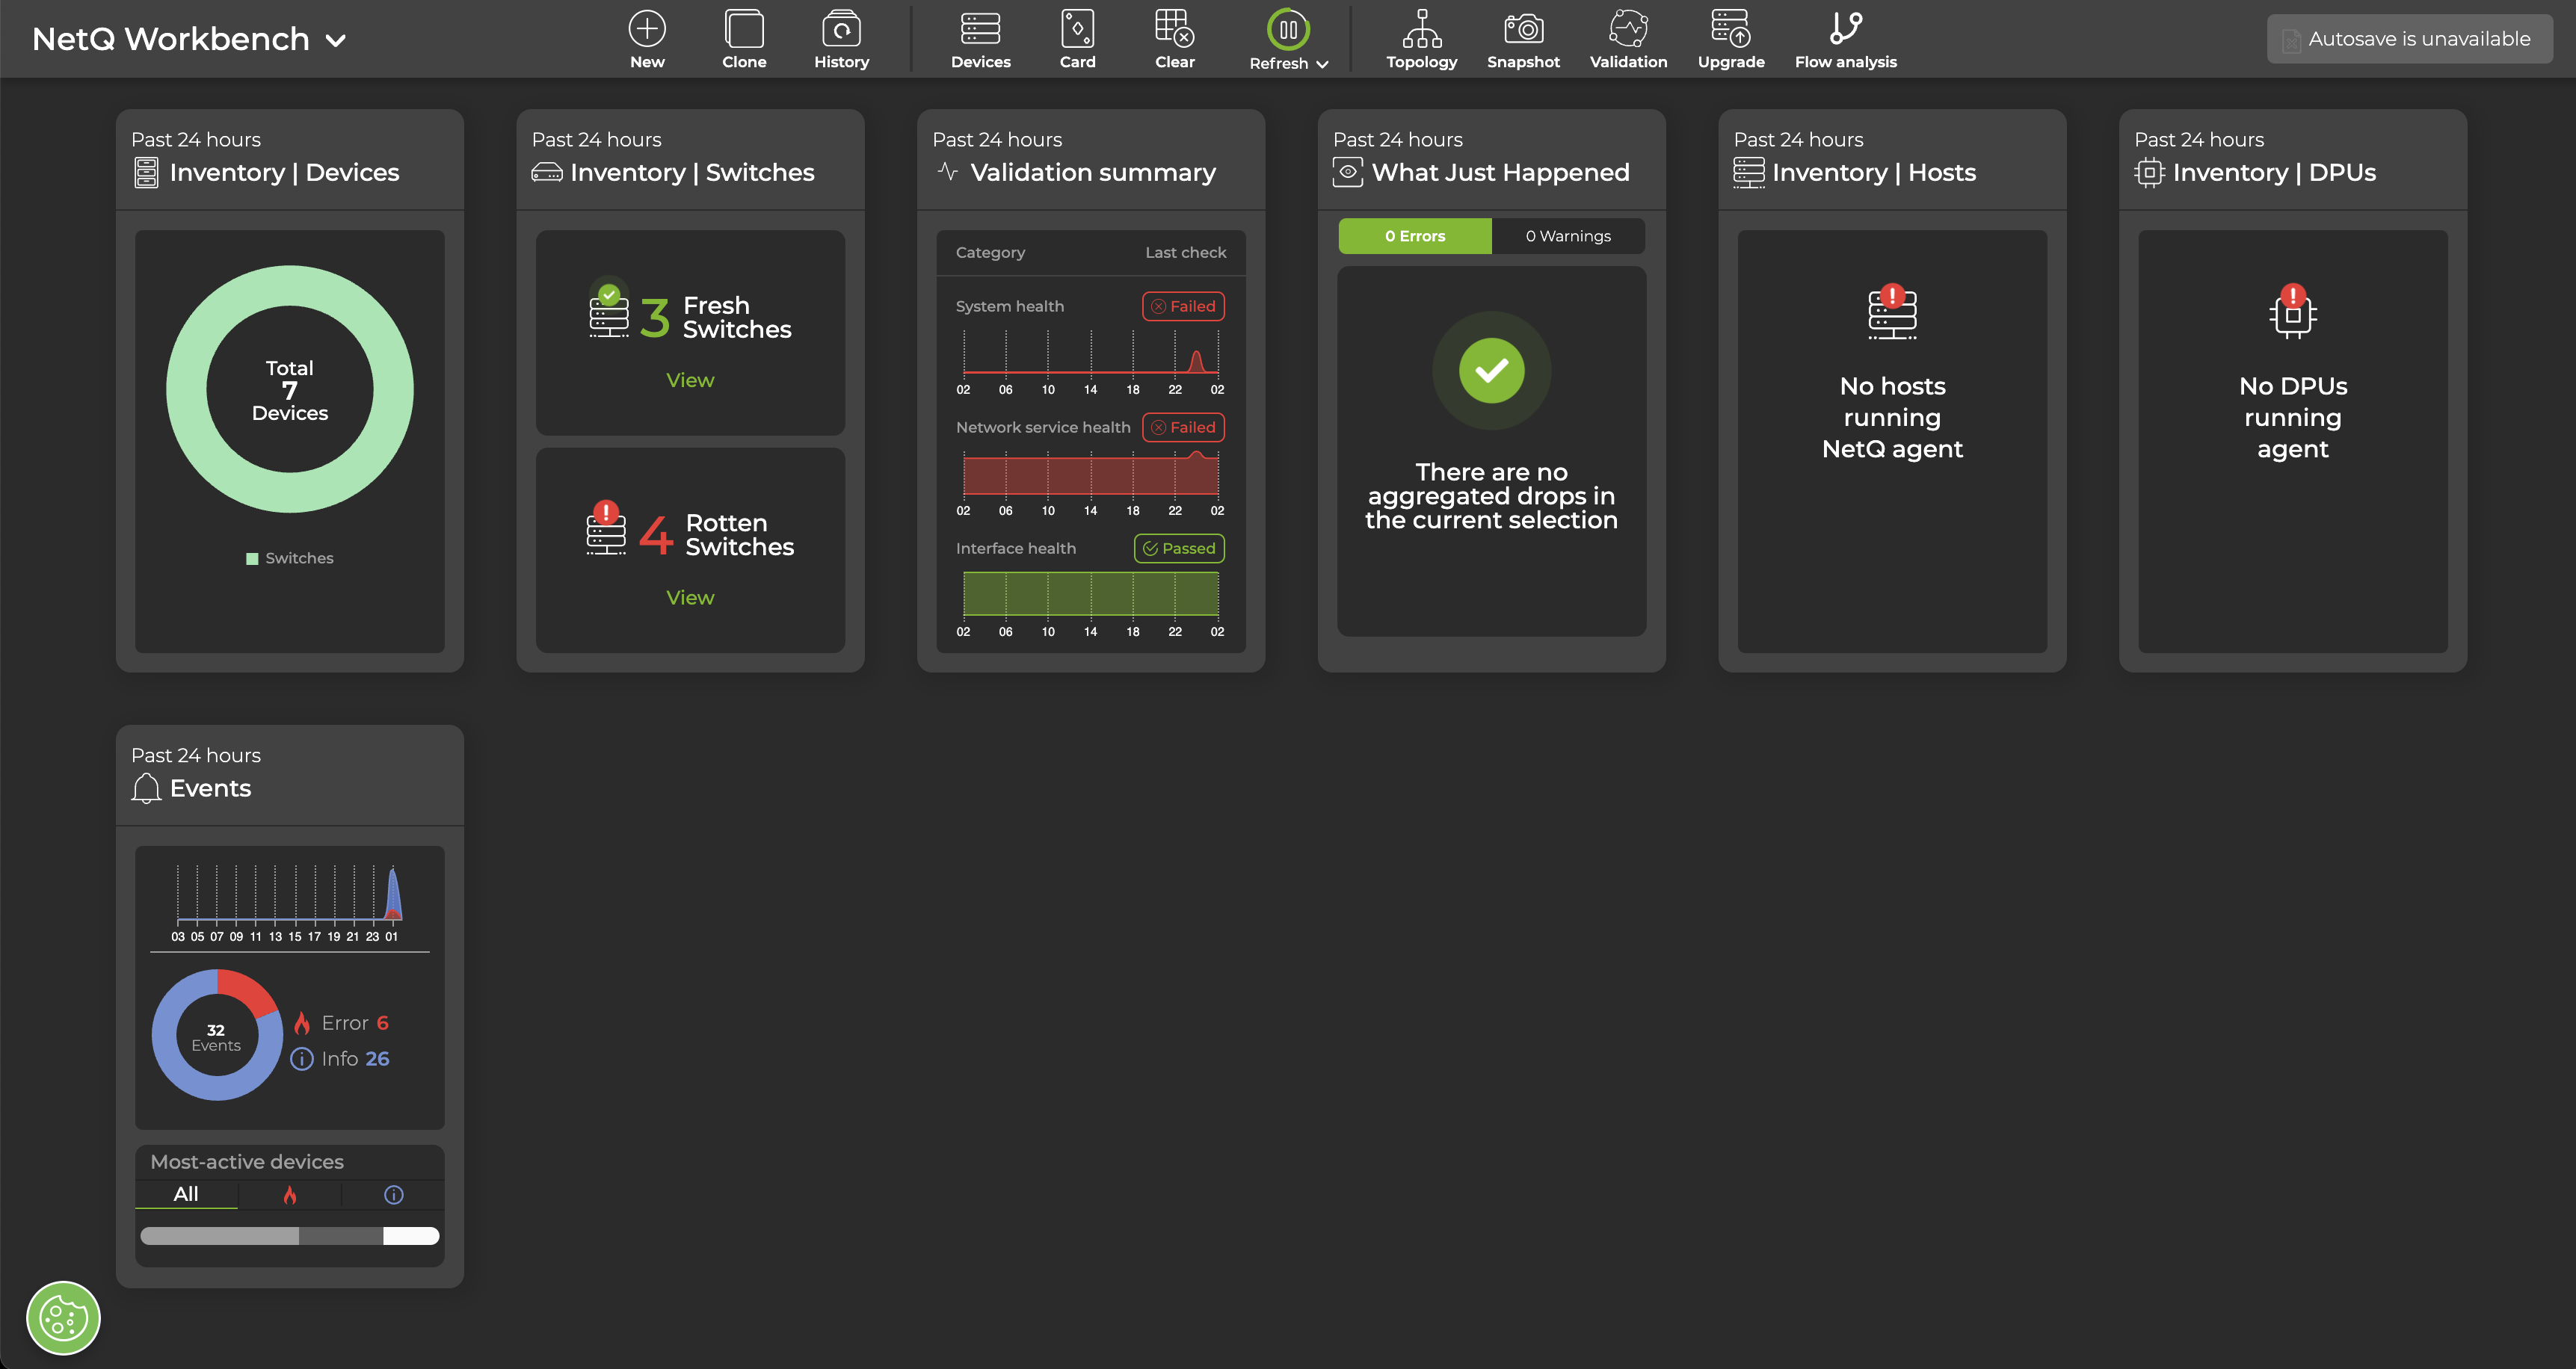 NetQ Workbench
New
Clone
History
Devices
Card
Clear
Refresh
Topology
Snapshot
Validation
Upgrade
Flow analysis
Autosave is unavailable
Past 24 hours
Inventory | Devices
Total
7
Devices
Switches
Past 24 hours
Inventory | Switches
3
Fresh
Switches
View
4
Rotten
Switches
View
Past 24 hours
Validation summary
Category Last check
System health Failed
02 06 10 14 18 22 02
Network service health Failed
02 06 10 14 18 22 02
Interface health Passed
02 06 10 14 18 22 02
Past 24 hours
What Just Happened
0 Errors 0 Warnings
There are no
aggregated drops in
the current selection
Past 24 hours
Inventory | Hosts
No hosts
running
NetQ agent
Past 24 hours
Inventory | DPUs
No DPUs
running
agent
Past 24 hours
Events
03 05 07 09 11 13 15 17 19 21 23 01
32
Events
Error 6
Info 26
Most-active devices
All